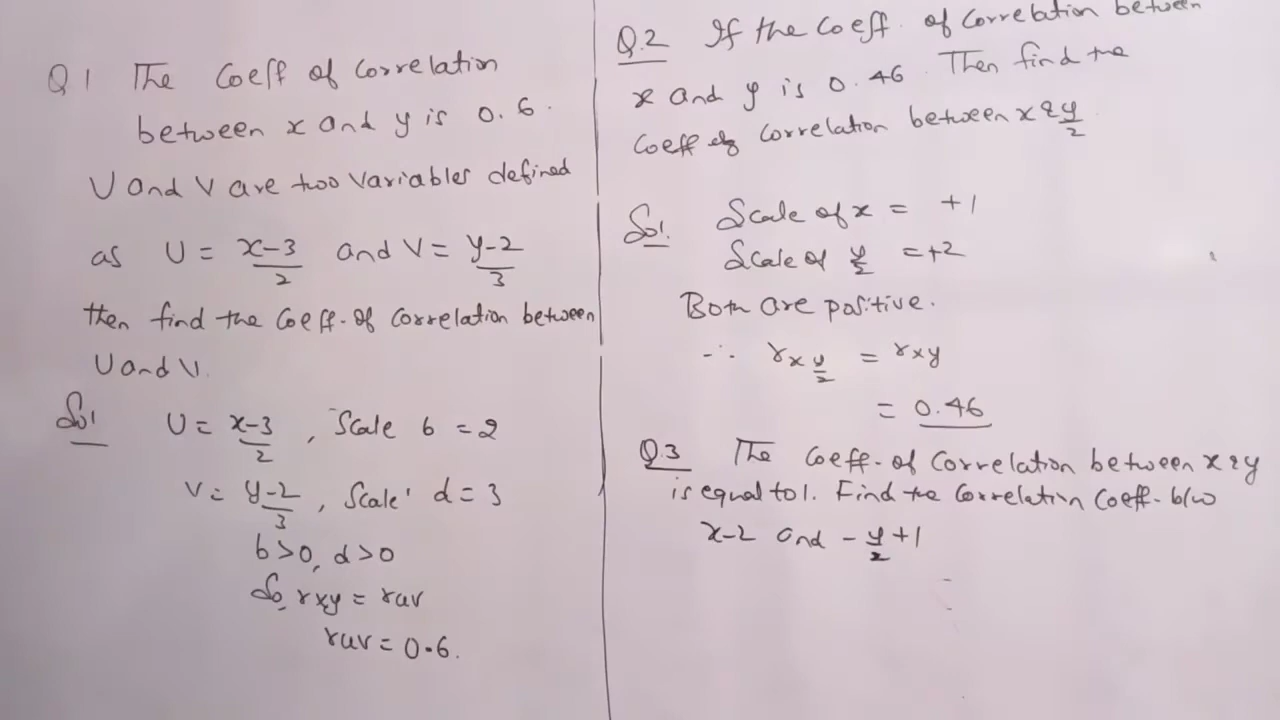 Q1 The Coeff of Correlation
between x and y is 0.6.
U and V are two variables defined
as U = x-3/2 and V = y-2/3
then find the Coeff. of Correlation between
U and V.
Sol U = x-3/2, Scale b = 2
V = y-2/3, Scale d = 3
b>0, d>0
So rxy = ruv
ruv = 0.6.
Q.2 If the Coeff. of Correlation between
x and y is 0.46. Then find the
Coeff of Correlation between x & y/2
Sol. Scale of x = +1
Scale of y/2 = +2
Both are positive.
∴ r x y/2 = rxy
= 0.46
Q.3 The Coeff. of Correlation between x & y
is equal to 1. Find the Correlation Coeff. b/w
x-2 and -y/2+1